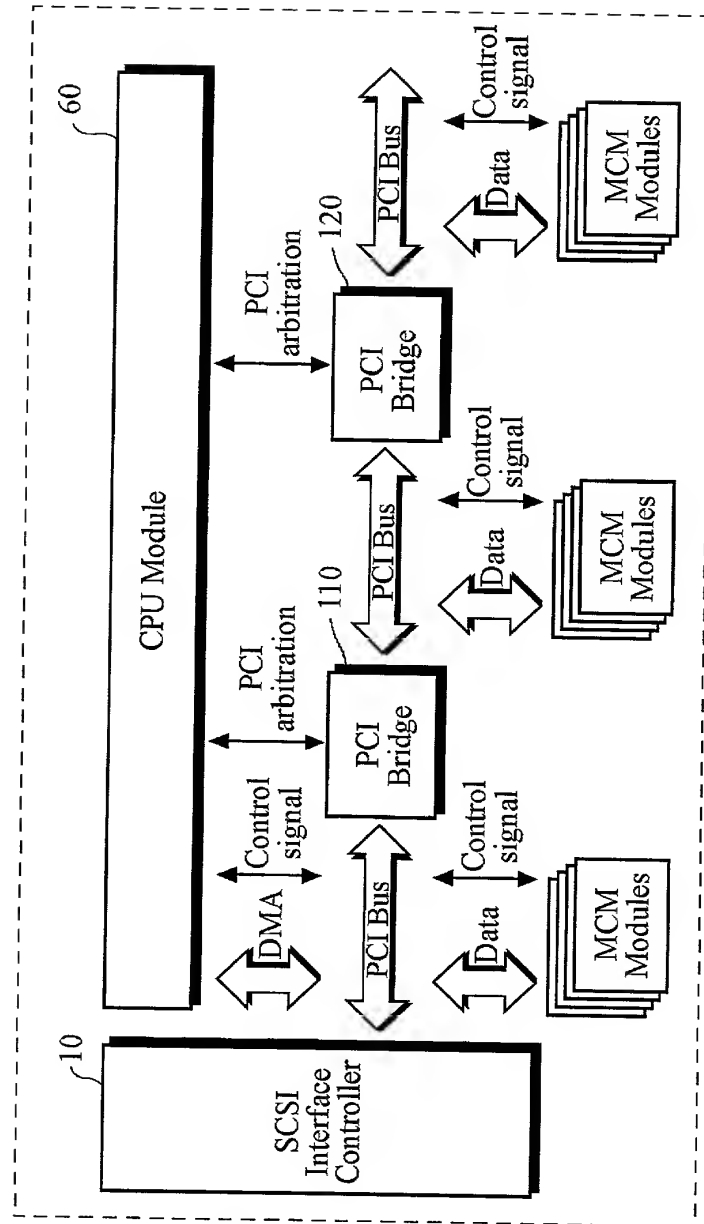 10
SCSI
Interface
Controller
60
CPU Module
DMA
Control
signal
PCI
arbitration
PCI
arbitration
PCI Bus
110
PCI
Bridge
PCI Bus
120
PCI
Bridge
PCI Bus
Data
Control
signal
MCM
Modules
Data
Control
signal
MCM
Modules
Data
Control
signal
MCM
Modules